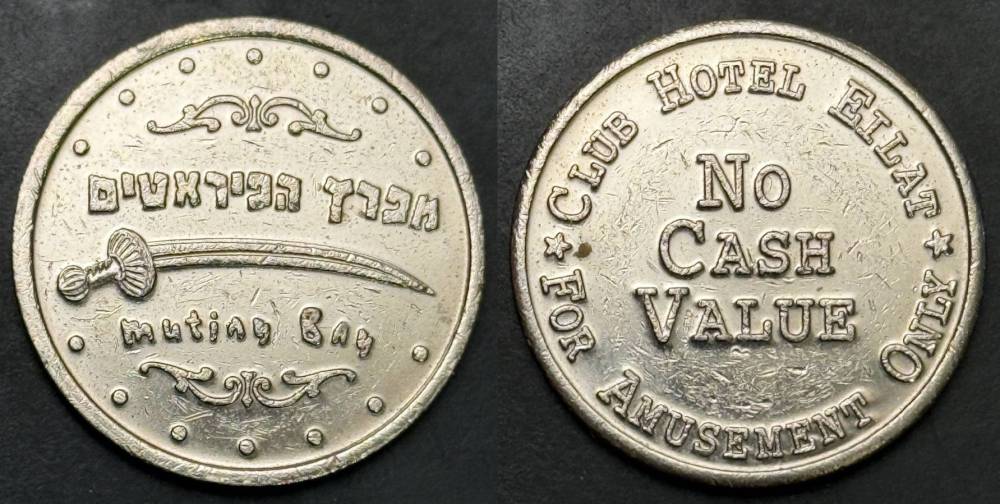 מפרץ הפיראטים
mutiny Bay
CLUB HOTEL EILAT
NO
CASH
VALUE
FOR AMUSEMENT ONLY